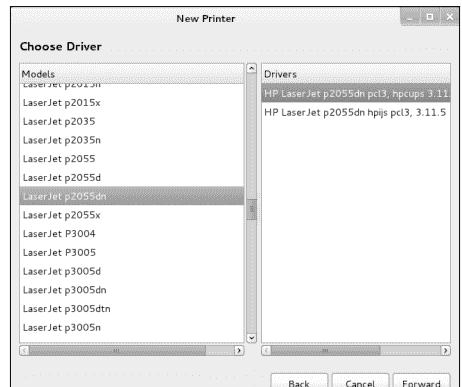 New Printer
Choose Driver
Models
LaserJet p2015n
LaserJet p2015x
LaserJet p2035
LaserJet p2035n
LaserJet p2055
LaserJet p2055d
LaserJet p2055dn
LaserJet p2055x
LaserJet P3004
LaserJet P3005
LaserJet p3005d
LaserJet p3005dn
LaserJet p3005dtn
LaserJet p3005n
Drivers
HP LaserJet p2055dn pcl3, hpcups 3.11
HP LaserJet p2055dn hpijs pcl3, 3.11.5
Back Cancel Forward